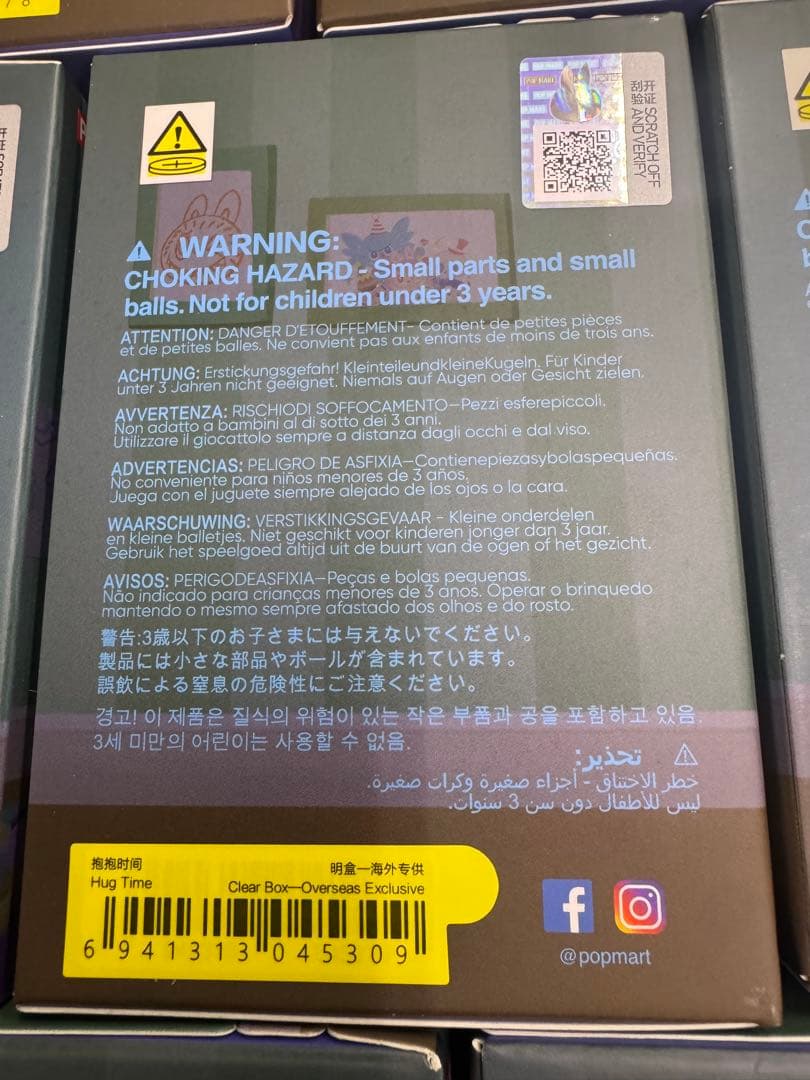 开证 SCRATCH OFF
刮验 AND VERIFY
POP MART
WARNING:
CHOKING HAZARD - Small parts and small
balls. Not for children under 3 years.
ATTENTION: DANGER D'ETOUFFEMENT- Contient de petites pièces
et de petites balles. Ne convient pas aux enfants de moins de trois ans.
ACHTUNG: Erstickungsgefahr! KleinteileundkleineKugeln. Für Kinder
unter 3 Jahren nicht geeignet. Niemals auf Augen oder Gesicht zielen.
AVVERTENZA: RISCHIODI SOFFOCAMENTO—Pezzi esferepiccoli.
Non adatto a bambini al di sotto dei 3 anni.
Utilizzare il giocattolo sempre a distanza dagli occhi e dal viso.
ADVERTENCIAS: PELIGRO DE ASFIXIA—Contienepiezasybolaspequeñas.
No conveniente para niños menores de 3 años.
Juega con el juguete siempre alejado de los ojos o la cara.
WAARSCHUWING: VERSTIKKINGSGEVAAR - Kleine onderdelen
en kleine balletjes. Niet geschikt voor kinderen jonger dan 3 jaar.
Gebruik het speelgoed altijd uit de buurt van de ogen of het gezicht.
AVISOS: PERIGODEASFIXIA—Peças e bolas pequenas.
Não indicado para crianças menores de 3 anos. Operar o brinquedo
mantendo o mesmo sempre afastado dos olhos e do rosto.
警告:3歳以下のお子さまには与えないでください。
製品には小さな部品やボールが含まれています。
誤飲による窒息の危険性にご注意ください。
경고! 이 제품은 질식의 위험이 있는 작은 부품과 공을 포함하고 있음.
3세 미만의 어린이는 사용할 수 없음.
تحذير:
خطر الاختناق - أجزاء صغيرة وكرات صغيرة.
ليس للأطفال دون سن 3 سنوات.
抱抱时间
Hug Time
明盒—海外专供
Clear Box—Overseas Exclusive
6 941313 045309
@popmart